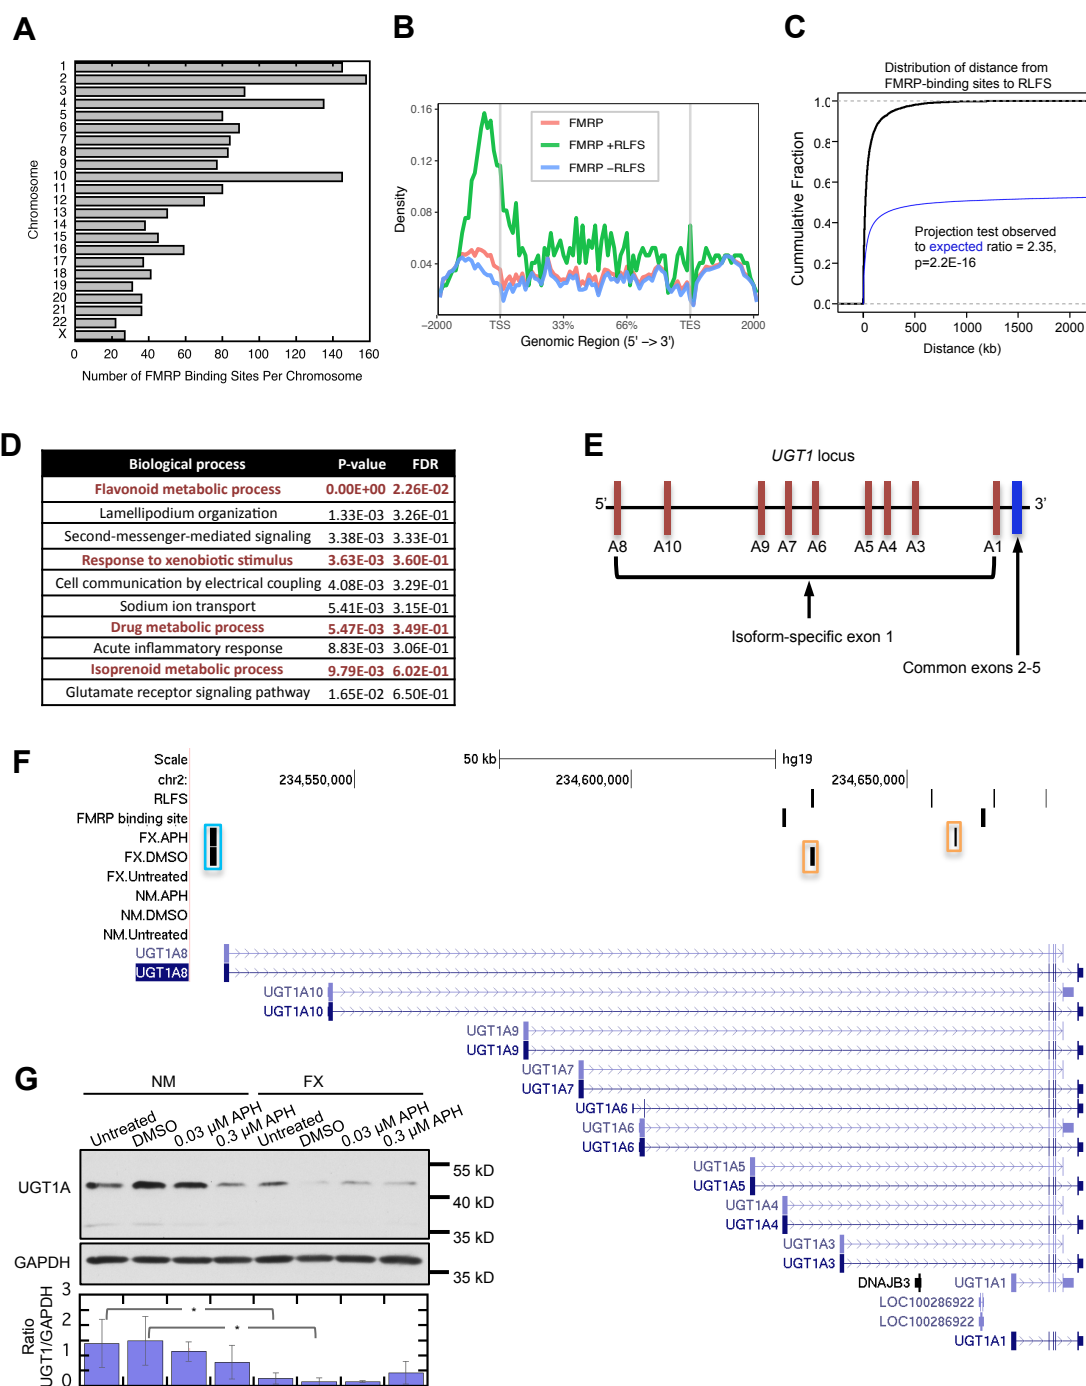 A
1
2
3
4
5
6
7
8
9
10
11
12
13
14
15
16
17
18
19
20
21
22
X
Chromosome
0 20 40 60 80 100 120 140 160
Number of FMRP Binding Sites Per Chromosome
B
0.16
0.12
0.08
0.04
Density
FMRP
FMRP +RLFS
FMRP −RLFS
−2000 TSS 33% 66% TES 2000
Genomic Region (5' −> 3')
C
Distribution of distance from
FMRP-binding sites to RLFS
1.0
0.8
0.6
0.4
0.2
0.0
Cummulative Fraction
Projection test observed
to expected ratio = 2.35,
p=2.2E-16
0 500 1000 1500 2000
Distance (kb)
D
Biological process P-value FDR
Flavonoid metabolic process 0.00E+00 2.26E-02
Lamellipodium organization 1.33E-03 3.26E-01
Second-messenger-mediated signaling 3.38E-03 3.33E-01
Response to xenobiotic stimulus 3.63E-03 3.60E-01
Cell communication by electrical coupling 4.08E-03 3.29E-01
Sodium ion transport 5.41E-03 3.15E-01
Drug metabolic process 5.47E-03 3.49E-01
Acute inflammatory response 8.83E-03 3.06E-01
Isoprenoid metabolic process 9.79E-03 6.02E-01
Glutamate receptor signaling pathway 1.65E-02 6.50E-01
E
UGT1 locus
5' 3'
A8 A10 A9 A7 A6 A5 A4 A3 A1
Isoform-specific exon 1
Common exons 2-5
F
Scale 50 kb hg19
chr2: 234,550,000 234,600,000 234,650,000
RLFS
FMRP binding site
FX.APH
FX.DMSO
FX.Untreated
NM.APH
NM.DMSO
NM.Untreated
UGT1A8
UGT1A8
UGT1A10
UGT1A10
UGT1A9
UGT1A9
UGT1A7
UGT1A7
UGT1A6
UGT1A6
UGT1A6
UGT1A5
UGT1A5
UGT1A4
UGT1A4
UGT1A3
UGT1A3
DNAJB3 UGT1A1
LOC100286922
LOC100286922
UGT1A1
G
NM FX
Untreated DMSO 0.03 µM APH 0.3 µM APH Untreated DMSO 0.03 µM APH 0.3 µM APH
UGT1A
55 kD
40 kD
35 kD
GAPDH
35 kD
3
2
1
0
Ratio
UGT1/GAPDH
* *